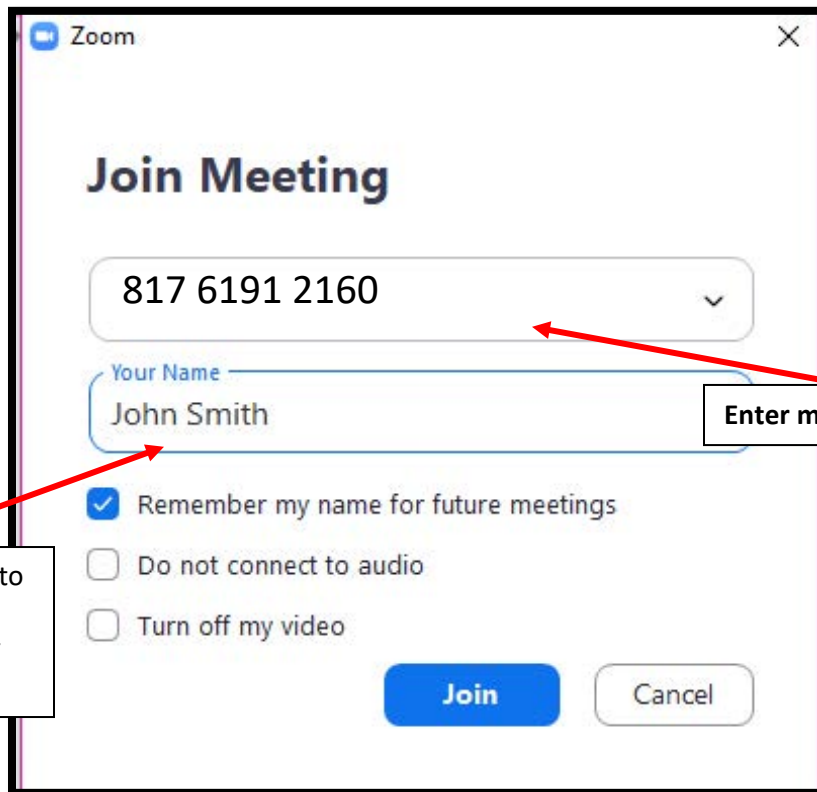 Zoom
Join Meeting
817 6191 2160
Your Name
John Smith
Enter m
Remember my name for future meetings
to
Do not connect to audio
Turn off my video
Join
Cancel